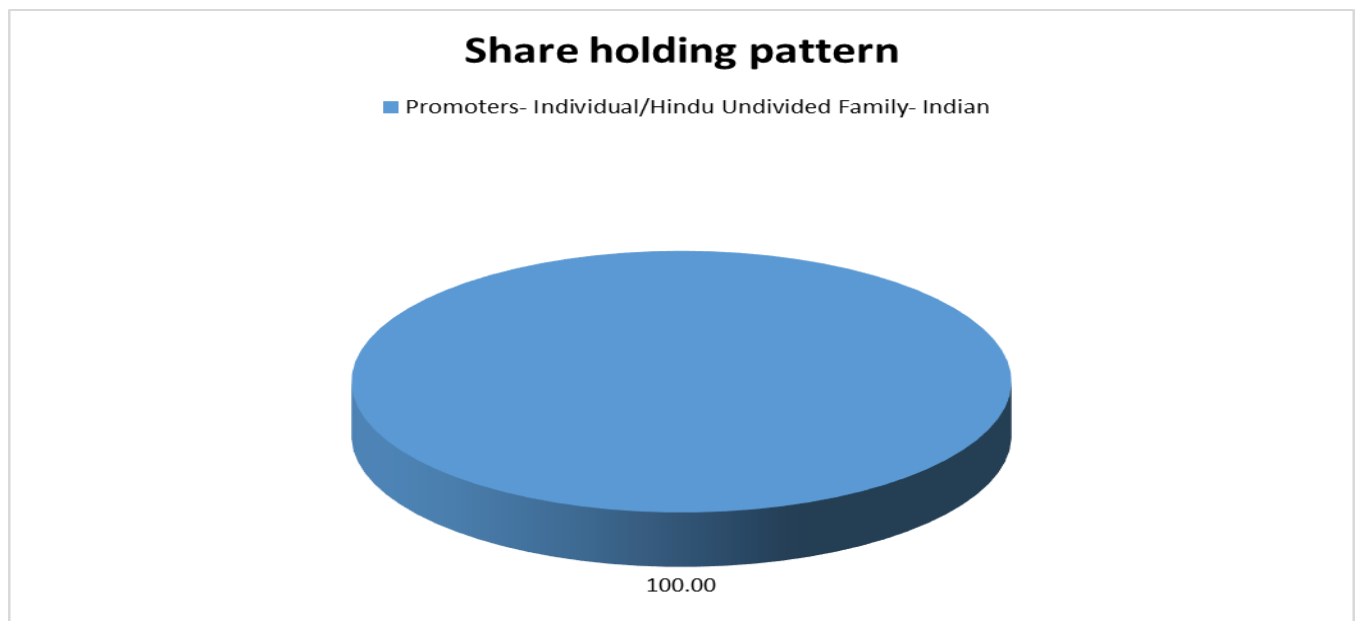 Share holding pattern
Promoters- Individual/Hindu Undivided Family- Indian
100.00